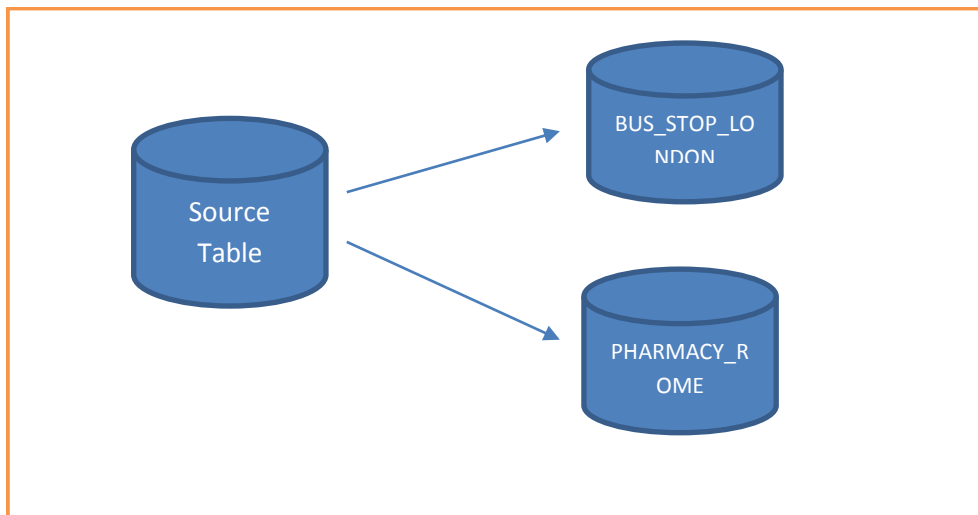 Source
Table
BUS_STOP_LO
NDON
PHARMACY_R
OME